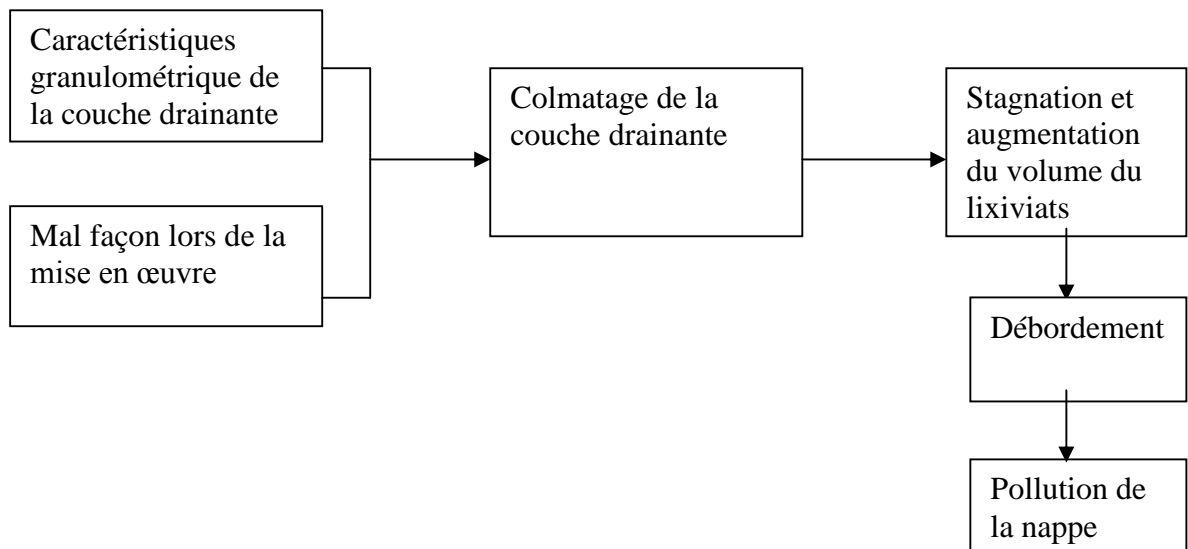 Caractéristiques
granulométrique de
la couche drainante
Mal façon lors de la
mise en œuvre
Colmatage de la
couche drainante
Stagnation et
augmentation
du volume du
lixiviats
Débordement
Pollution de
la nappe